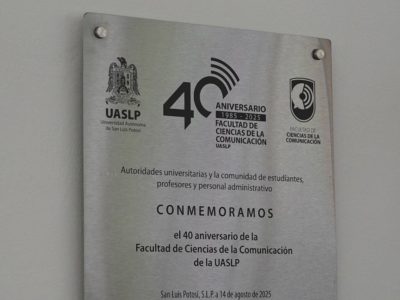 UASLP
Universidad Autónoma
de San Luis Potosí
40
ANIVERSARIO
1985 - 2025
FACULTAD DE
CIENCIAS DE LA
COMUNICACIÓN
UASLP
FACULTAD DE
CIENCIAS DE LA
COMUNICACIÓN
Autoridades universitarias y la comunidad de estudiantes,
profesores y personal administrativo
CONMEMORAMOS
el 40 aniversario de la
Facultad de Ciencias de la Comunicación
de la UASLP
San Luis Potosí, S.L.P. a 14 de agosto de 2025